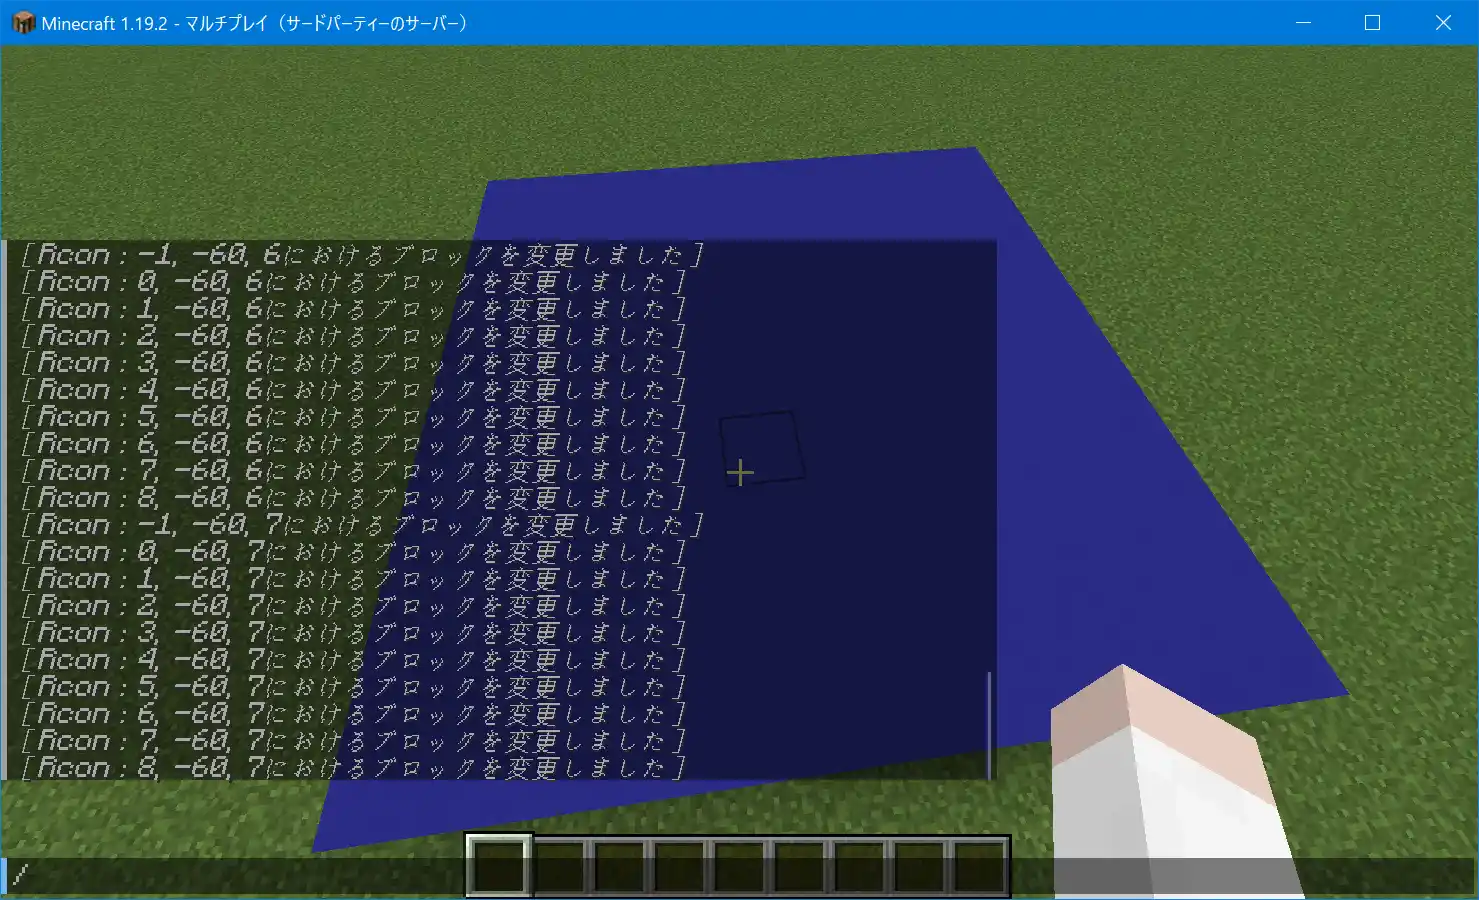 Minecraft 1.19.2 - マルチプレイ（サードパーティーのサーバー）
[Rcon：-1, -60, 6におけるブロックを変更しました]
[Rcon：0, -60, 6におけるブロックを変更しました]
[Rcon：1, -60, 6におけるブロックを変更しました]
[Rcon：2, -60, 6におけるブロックを変更しました]
[Rcon：3, -60, 6におけるブロックを変更しました]
[Rcon：4, -60, 6におけるブロックを変更しました]
[Rcon：5, -60, 6におけるブロックを変更しました]
[Rcon：6, -60, 6におけるブロックを変更しました]
[Rcon：7, -60, 6におけるブロックを変更しました]
[Rcon：8, -60, 6におけるブロックを変更しました]
[Rcon：-1, -60, 7におけるブロックを変更しました]
[Rcon：0, -60, 7におけるブロックを変更しました]
[Rcon：1, -60, 7におけるブロックを変更しました]
[Rcon：2, -60, 7におけるブロックを変更しました]
[Rcon：3, -60, 7におけるブロックを変更しました]
[Rcon：4, -60, 7におけるブロックを変更しました]
[Rcon：5, -60, 7におけるブロックを変更しました]
[Rcon：6, -60, 7におけるブロックを変更しました]
[Rcon：7, -60, 7におけるブロックを変更しました]
[Rcon：8, -60, 7におけるブロックを変更しました]
/